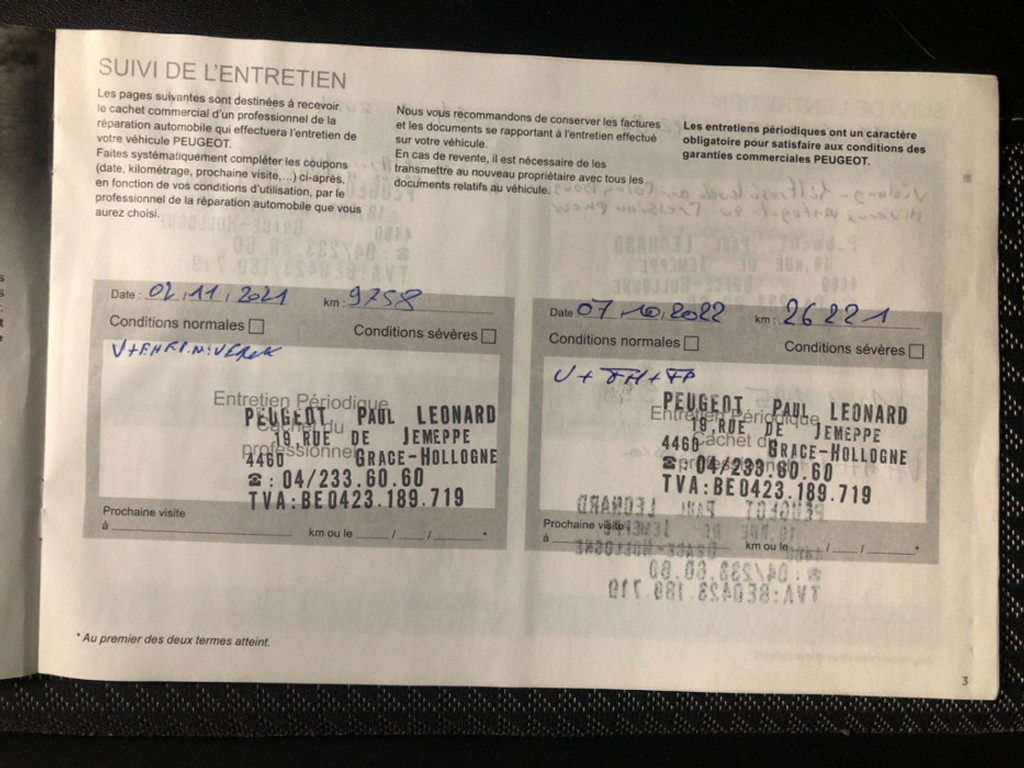 SUIVI DE L'ENTRETIEN
Les pages suivantes sont destinées à recevoir
le cachet commercial d'un professionnel de la
réparation automobile qui effectuera l'entretien de
votre véhicule PEUGEOT.
Faites systématiquement compléter les coupons
(date, kilométrage, prochaine visite,...) ci-après,
en fonction de vos conditions d'utilisation, par le
professionnel de la réparation automobile que vous
aurez choisi.
Nous vous recommandons de conserver les factures
et les documents se rapportant à l'entretien effectué
sur votre véhicule.
En cas de revente, il est nécessaire de les
transmettre au nouveau propriétaire avec tous les
documents relatifs au véhicule.
Les entretiens périodiques ont un caractère
obligatoire pour satisfaire aux conditions des
garanties commerciales PEUGEOT.
Date : 02,11,2021 km : 9758
Conditions normales
Conditions sévères
Entretien Périodique
Cachet du
professionnel
PEUGEOT PAUL LEONARD
19,RUE DE JEMEPPE
4460 GRACE-HOLLOGNE
☎:04/233.60.60
TVA:BE0423.189.719
Prochaine visite
à km ou le / / *
Date 07,10,2022 km : 26221
Conditions normales
Conditions sévères
V+FH+FP
Entretien Périodique
Cachet du
professionnel
PEUGEOT PAUL LEONARD
19,RUE DE JEMEPPE
4460 GRACE-HOLLOGNE
☎:04/233.60.60
TVA:BE0423.189.719
Prochaine visite
à km ou le / / *
* Au premier des deux termes atteint.
3